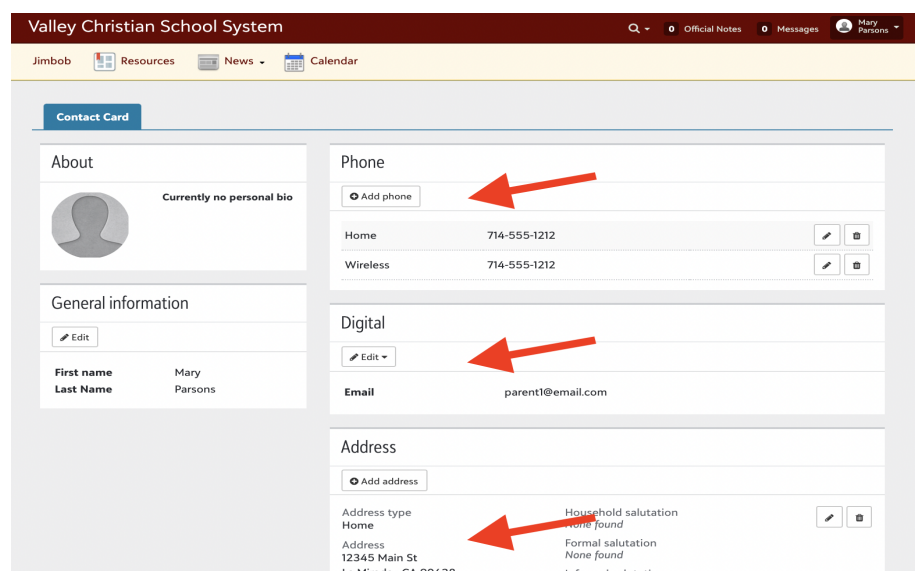 Valley Christian School System
0 Official Notes 0 Messages Mary Parsons
Jimbob Resources News Calendar
Contact Card
About
Currently no personal bio
General information
Edit
First name Mary
Last Name Parsons
Phone
Add phone
Home 714-555-1212
Wireless 714-555-1212
Digital
Edit
Email parent1@email.com
Address
Add address
Address type Household salutation
Home None found
Address Formal salutation
12345 Main St None found